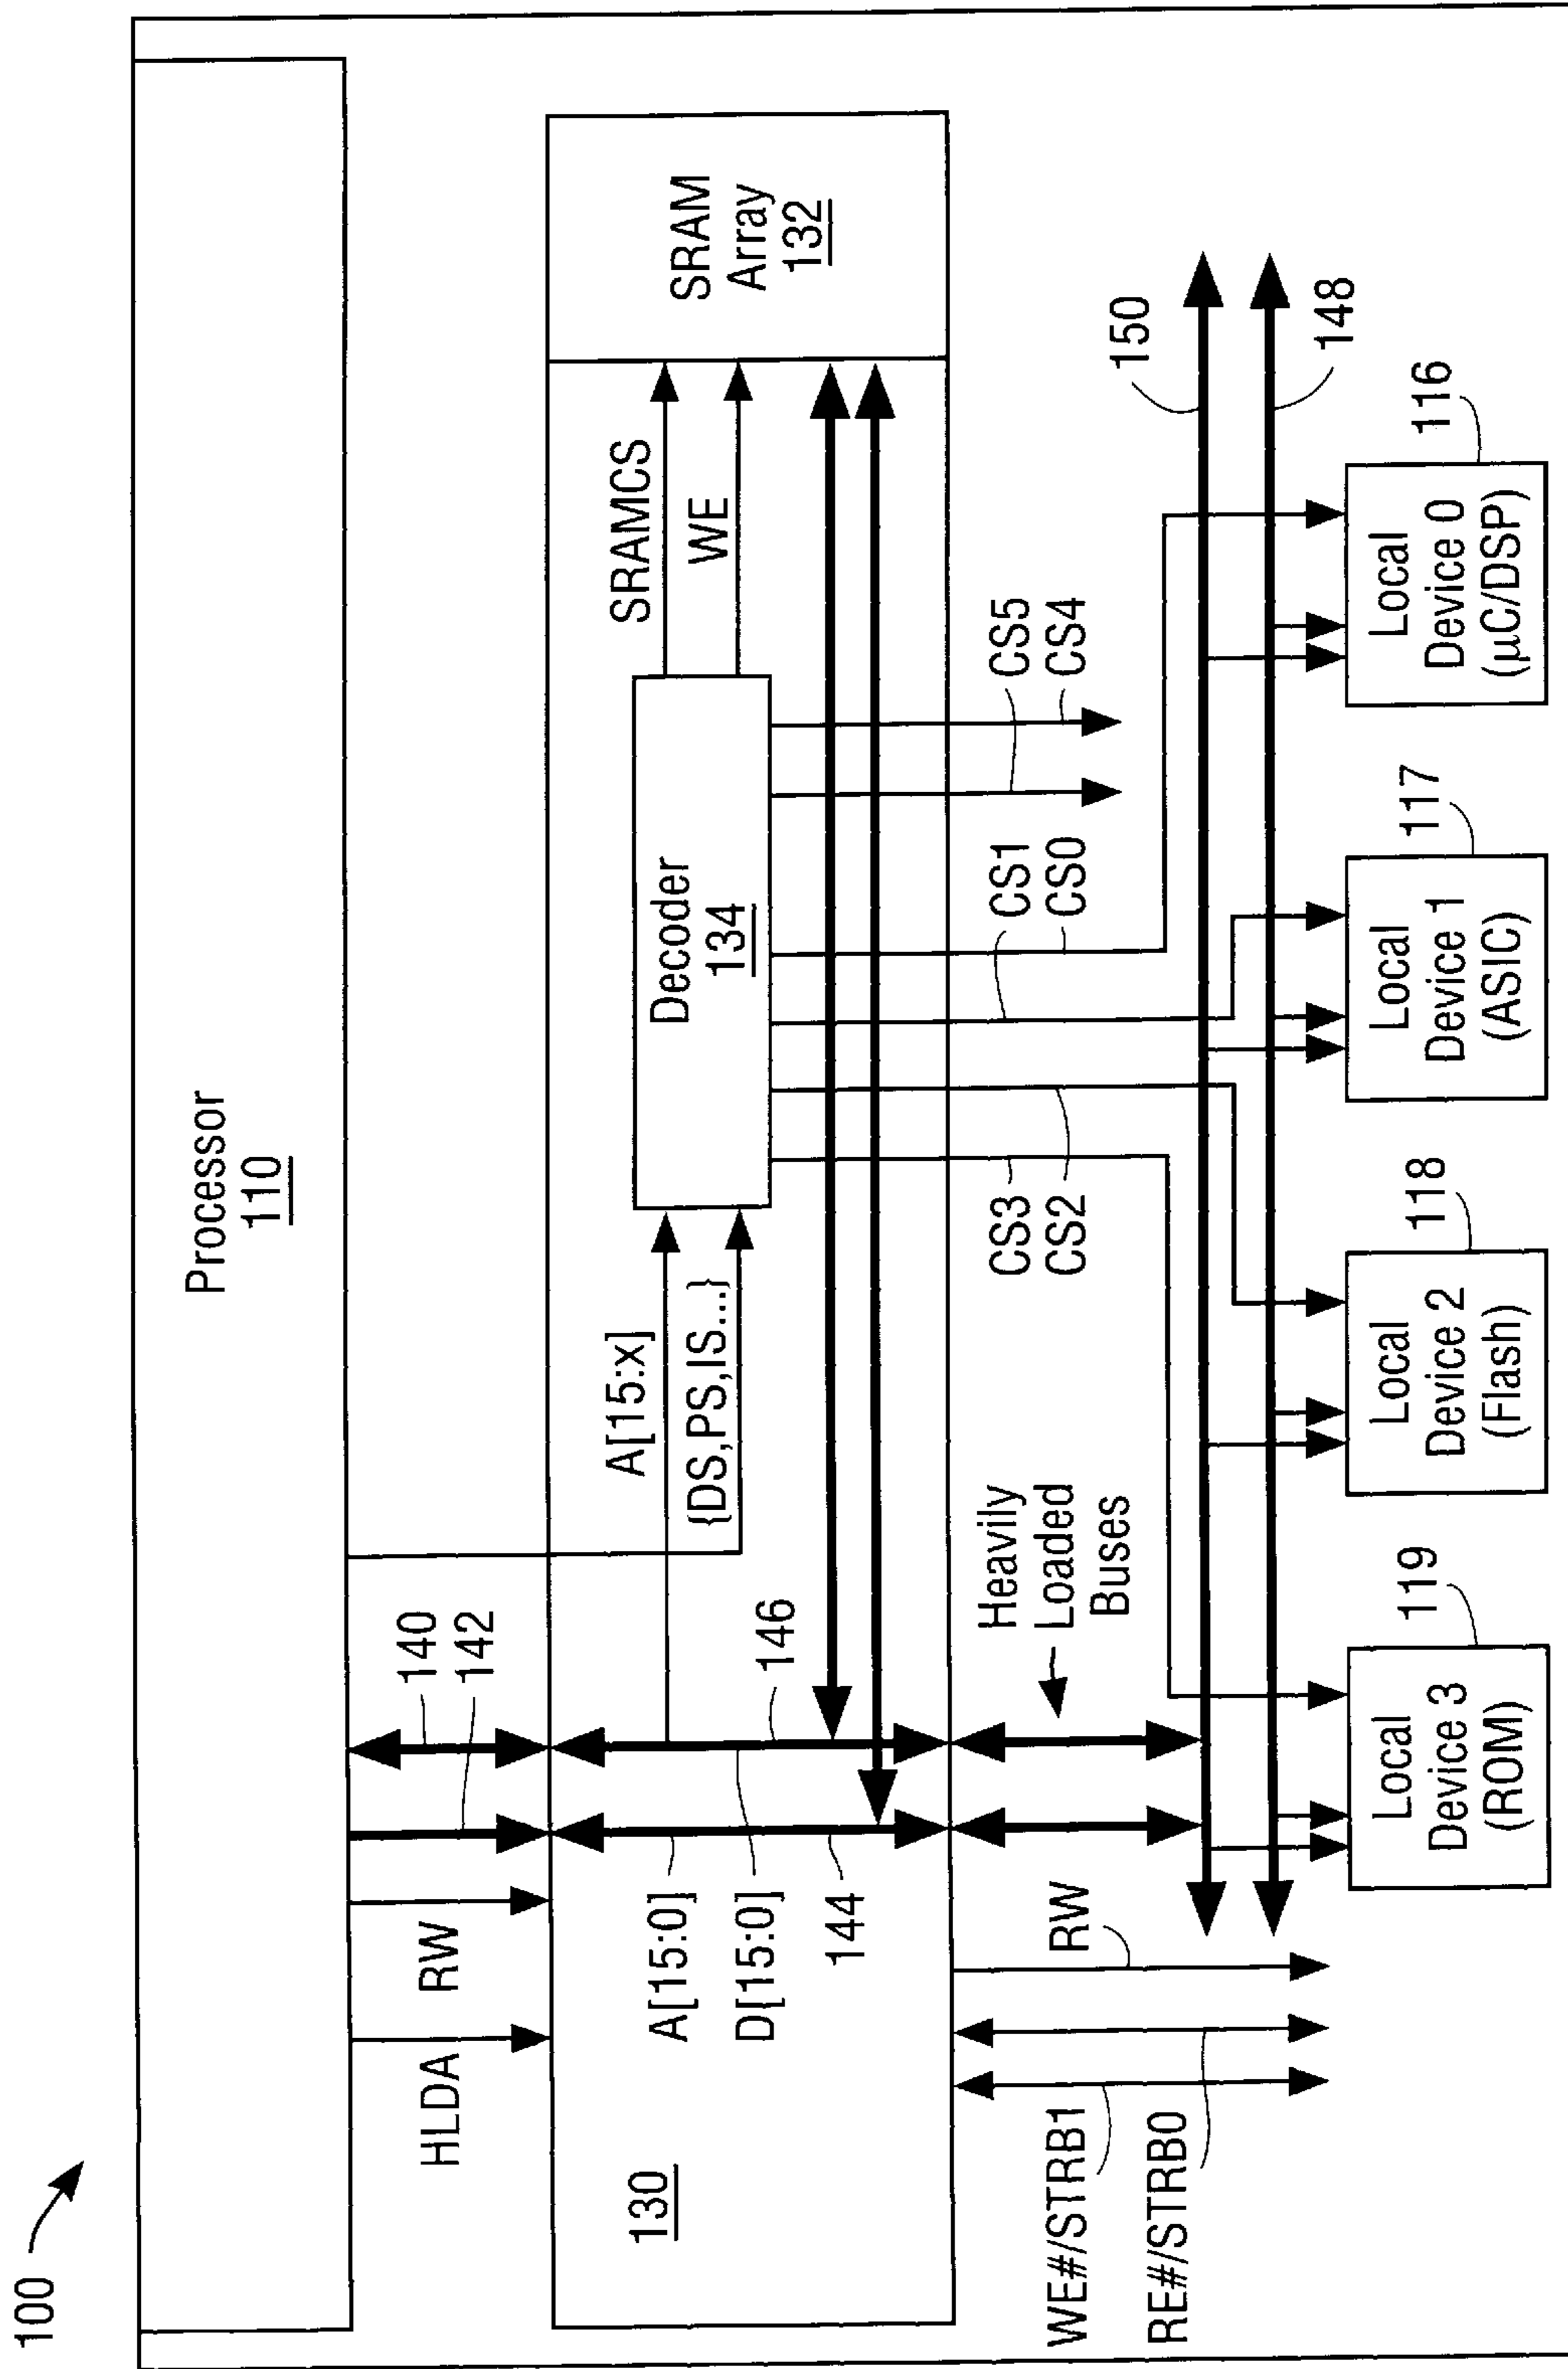 100
Processor
110
HLDA
RW
140
142
130
A[15:0]
D[15:0]
144
146
A[15:x]
{DS,PS,IS...}
Decoder
134
SRAMCS
WE
SRAM
Array
132
WE#/STRB1
RE#/STRB0
RW
Heavily
Loaded
Buses
CS3
CS2
CS1
CS0
CS5
CS4
150
148
119
Local
Device 3
(ROM)
118
Local
Device 2
(Flash)
117
Local
Device 1
(ASIC)
116
Local
Device 0
(µC/DSP)